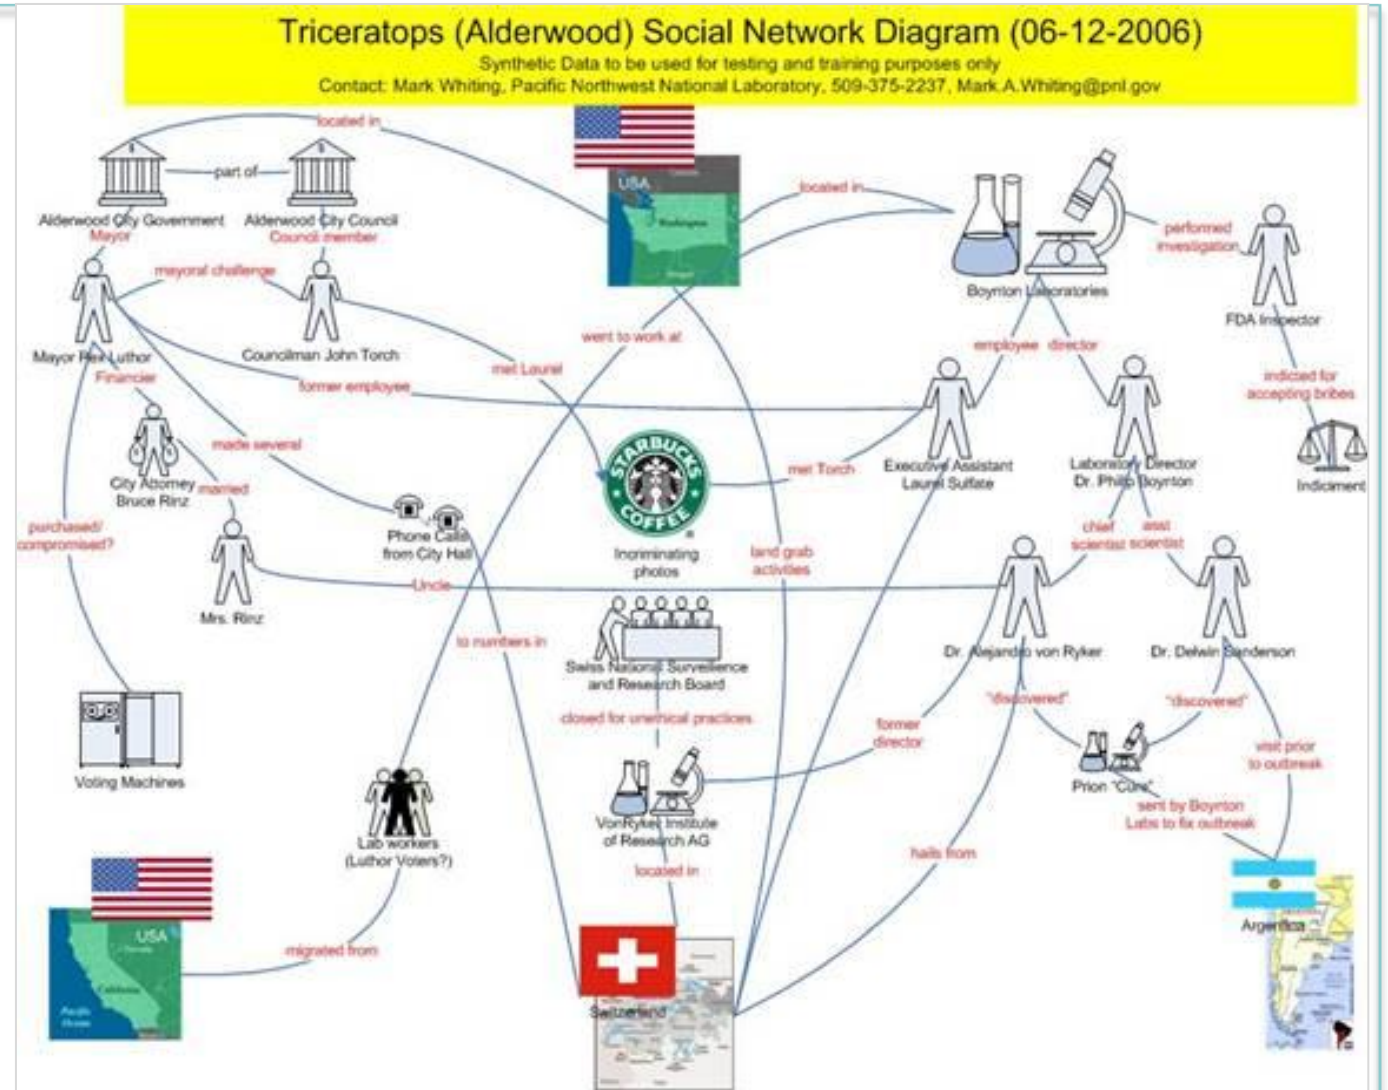 Triceratops (Alderwood) Social Network Diagram (06-12-2006)
Synthetic Data to be used for testing and training purposes only
Contact: Mark Whiting, Pacific Northwest National Laboratory, 509-375-2237, Mark.A.Whiting@pnl.gov
located in
part of
Alderwood City Government
Mayor
Alderwood City Council
Council member
USA
Washington
located in
Boynton Laboratories
performed
investigation
FDA Inspector
mayoral challenge
Mayor Rex Luthor
Financier
Councilman John Torch
went to work at
met Laurel
former employee
employee
director
indicted for
accepting bribes
Indiciment
made several
City Attorney
Bruce Rinz
married
STARBUCKS
COFFEE
met Torch
Executive Assistant
Laurel Sulfate
Laboratory Director
Dr. Philip Boynton
purchased/
compromised?
Phone Calls
from City Hall
Incriminating
photos
land grab
activities
chief
scientist
asst
scientist
Uncle
Mrs. Rinz
to numbers in
Swiss National Surveillence
and Research Board
closed for unethical practices
Dr. Alejandro von Ryker
Dr. Delwin Sanderson
"discovered"
"discovered"
former
director
visit prior
to outbreak
Voting Machines
Prion "Cure"
sent by Boynton
Labs to fix outbreak
Lab workers
(Luthor Voters?)
VonRyker Institute
of Research AG
located in
hails from
migrated from
USA
California
Pacific
Ocean
Switzerland
Argentina